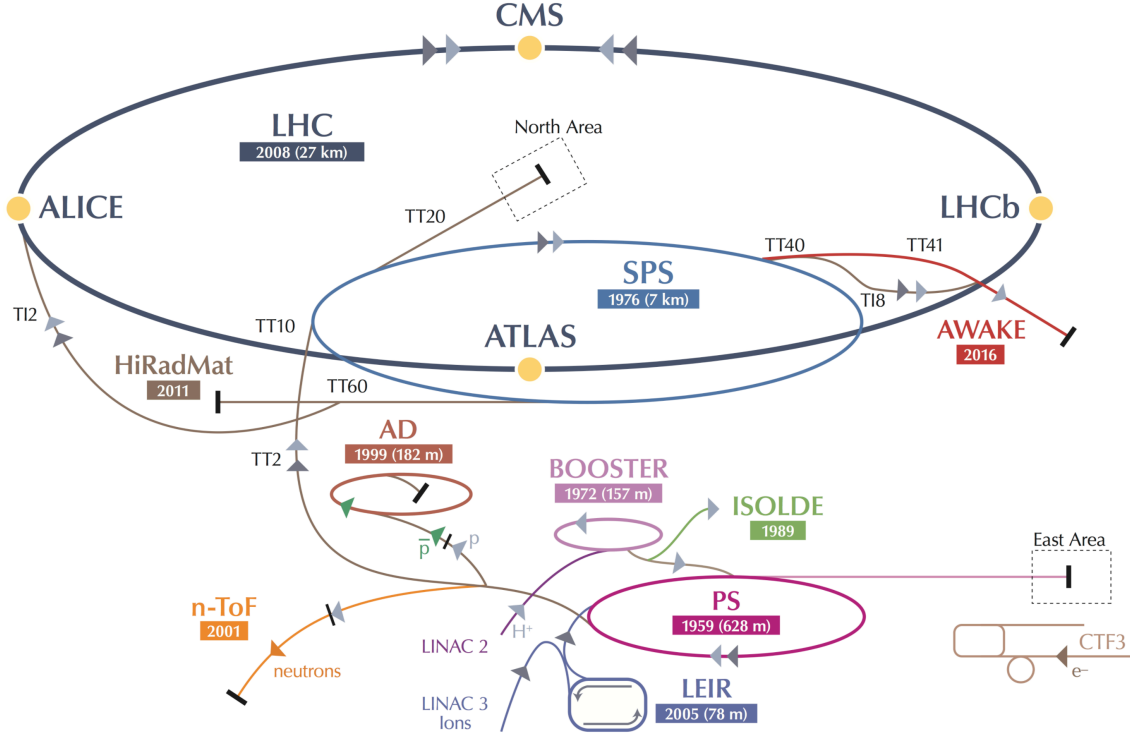 CMS
LHC
2008 (27 km)
North Area
ALICE
TT20
LHCb
TT40
TT41
SPS
1976 (7 km)
TI8
TI2
TT10
ATLAS
AWAKE
2016
HiRadMat
2011
TT60
AD
1999 (182 m)
TT2
BOOSTER
1972 (157 m)
ISOLDE
1989
p̅
p
East Area
n-ToF
2001
PS
1959 (628 m)
H⁺
LINAC 2
neutrons
CTF3
e⁻
LEIR
2005 (78 m)
LINAC 3
Ions